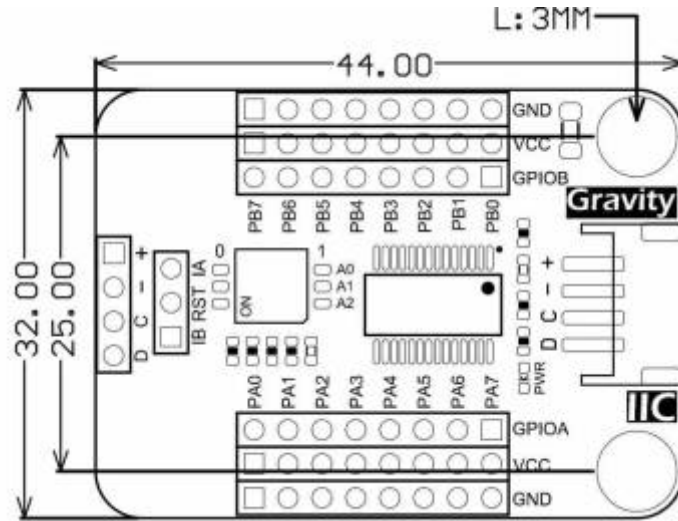 L:3MM
44.00
32.00
25.00
GND
VCC
GPIOB
PB7 PB6 PB5 PB4 PB3 PB2 PB1 PB0
Gravity
+ - C D
IB RST IA
0 1
A0
A1
A2
ON
+ - C D
PWR
IIC
PA0 PA1 PA2 PA3 PA4 PA5 PA6 PA7
GPIOA
VCC
GND